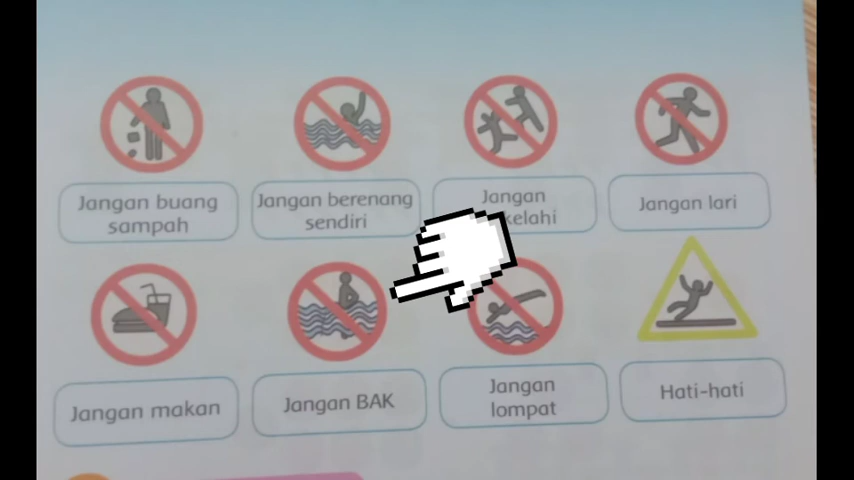 Jangan buang
sampah
Jangan berenang
sendiri
Jangan
Jangan lari
Jangan makan
Jangan BAK
Jangan
lompat
Hati-hati